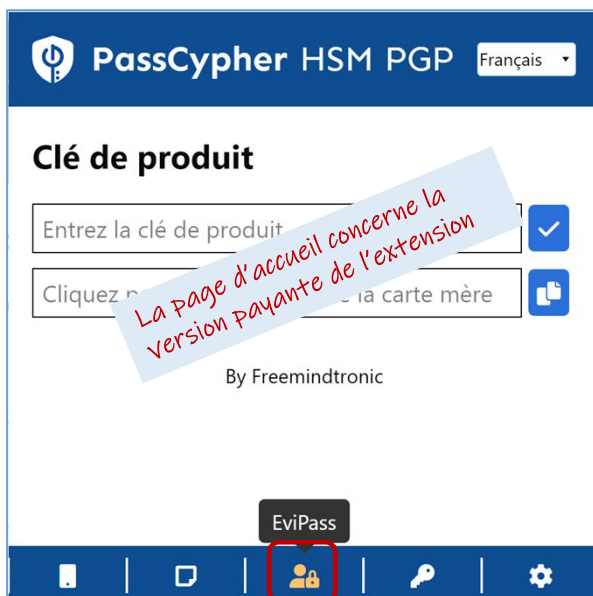 PassCypher HSM PGP
Français
Clé de produit
Entrez la clé de produit
La page d'accueil concerne la
version payante de l'extension
Cliquez
la carte mère
By Freemindtronic
EviPass